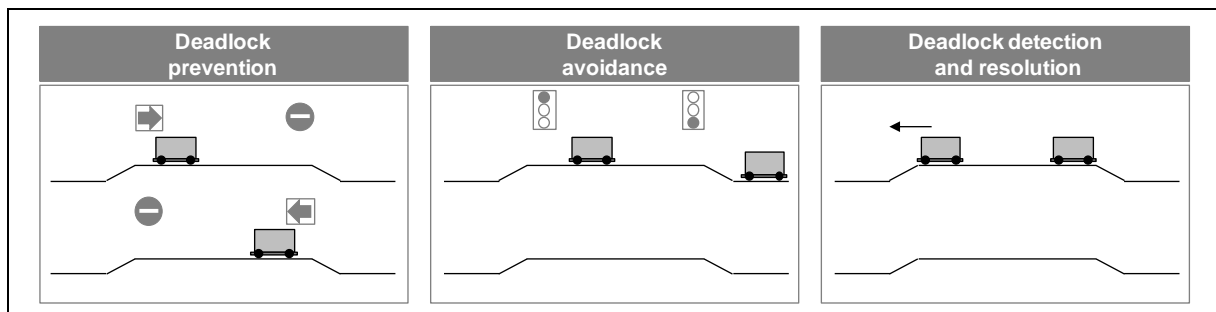 Deadlock
prevention
Deadlock
avoidance
Deadlock detection
and resolution